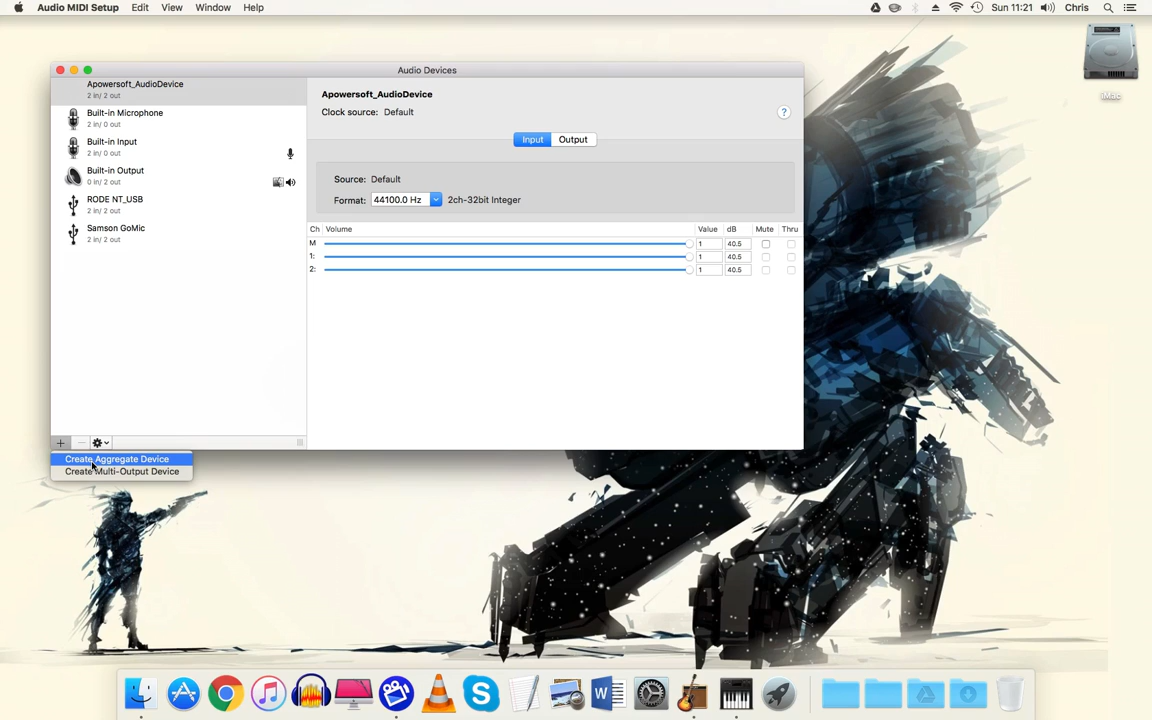 Audio MIDI Setup Edit View Window Help Sun 11:21 Chris
iMac
Audio Devices
Apowersoft_AudioDevice
2 in/ 2 out
Built-in Microphone
2 in/ 0 out
Built-in Input
2 in/ 0 out
Built-in Output
0 in/ 2 out
RODE NT_USB
2 in/ 2 out
Samson GoMic
2 in/ 2 out
Apowersoft_AudioDevice
Clock source: Default
?
Input Output
Source: Default
Format: 44100.0 Hz 2ch-32bit Integer
Ch Volume Value dB Mute Thru
M 1 40.5
1: 1 40.5
2: 1 40.5
Create Aggregate Device
Create Multi-Output Device